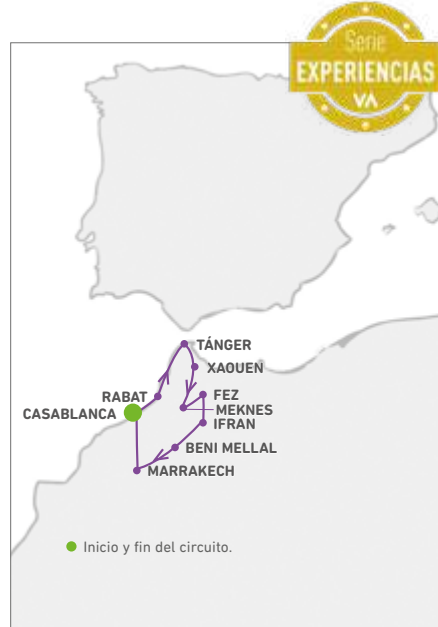 Serie
EXPERIENCIAS
VA
TÁNGER
XAOUEN
RABAT
FEZ
CASABLANCA
MEKNES
IFRAN
BENI MELLAL
MARRAKECH
Inicio y fin del circuito.